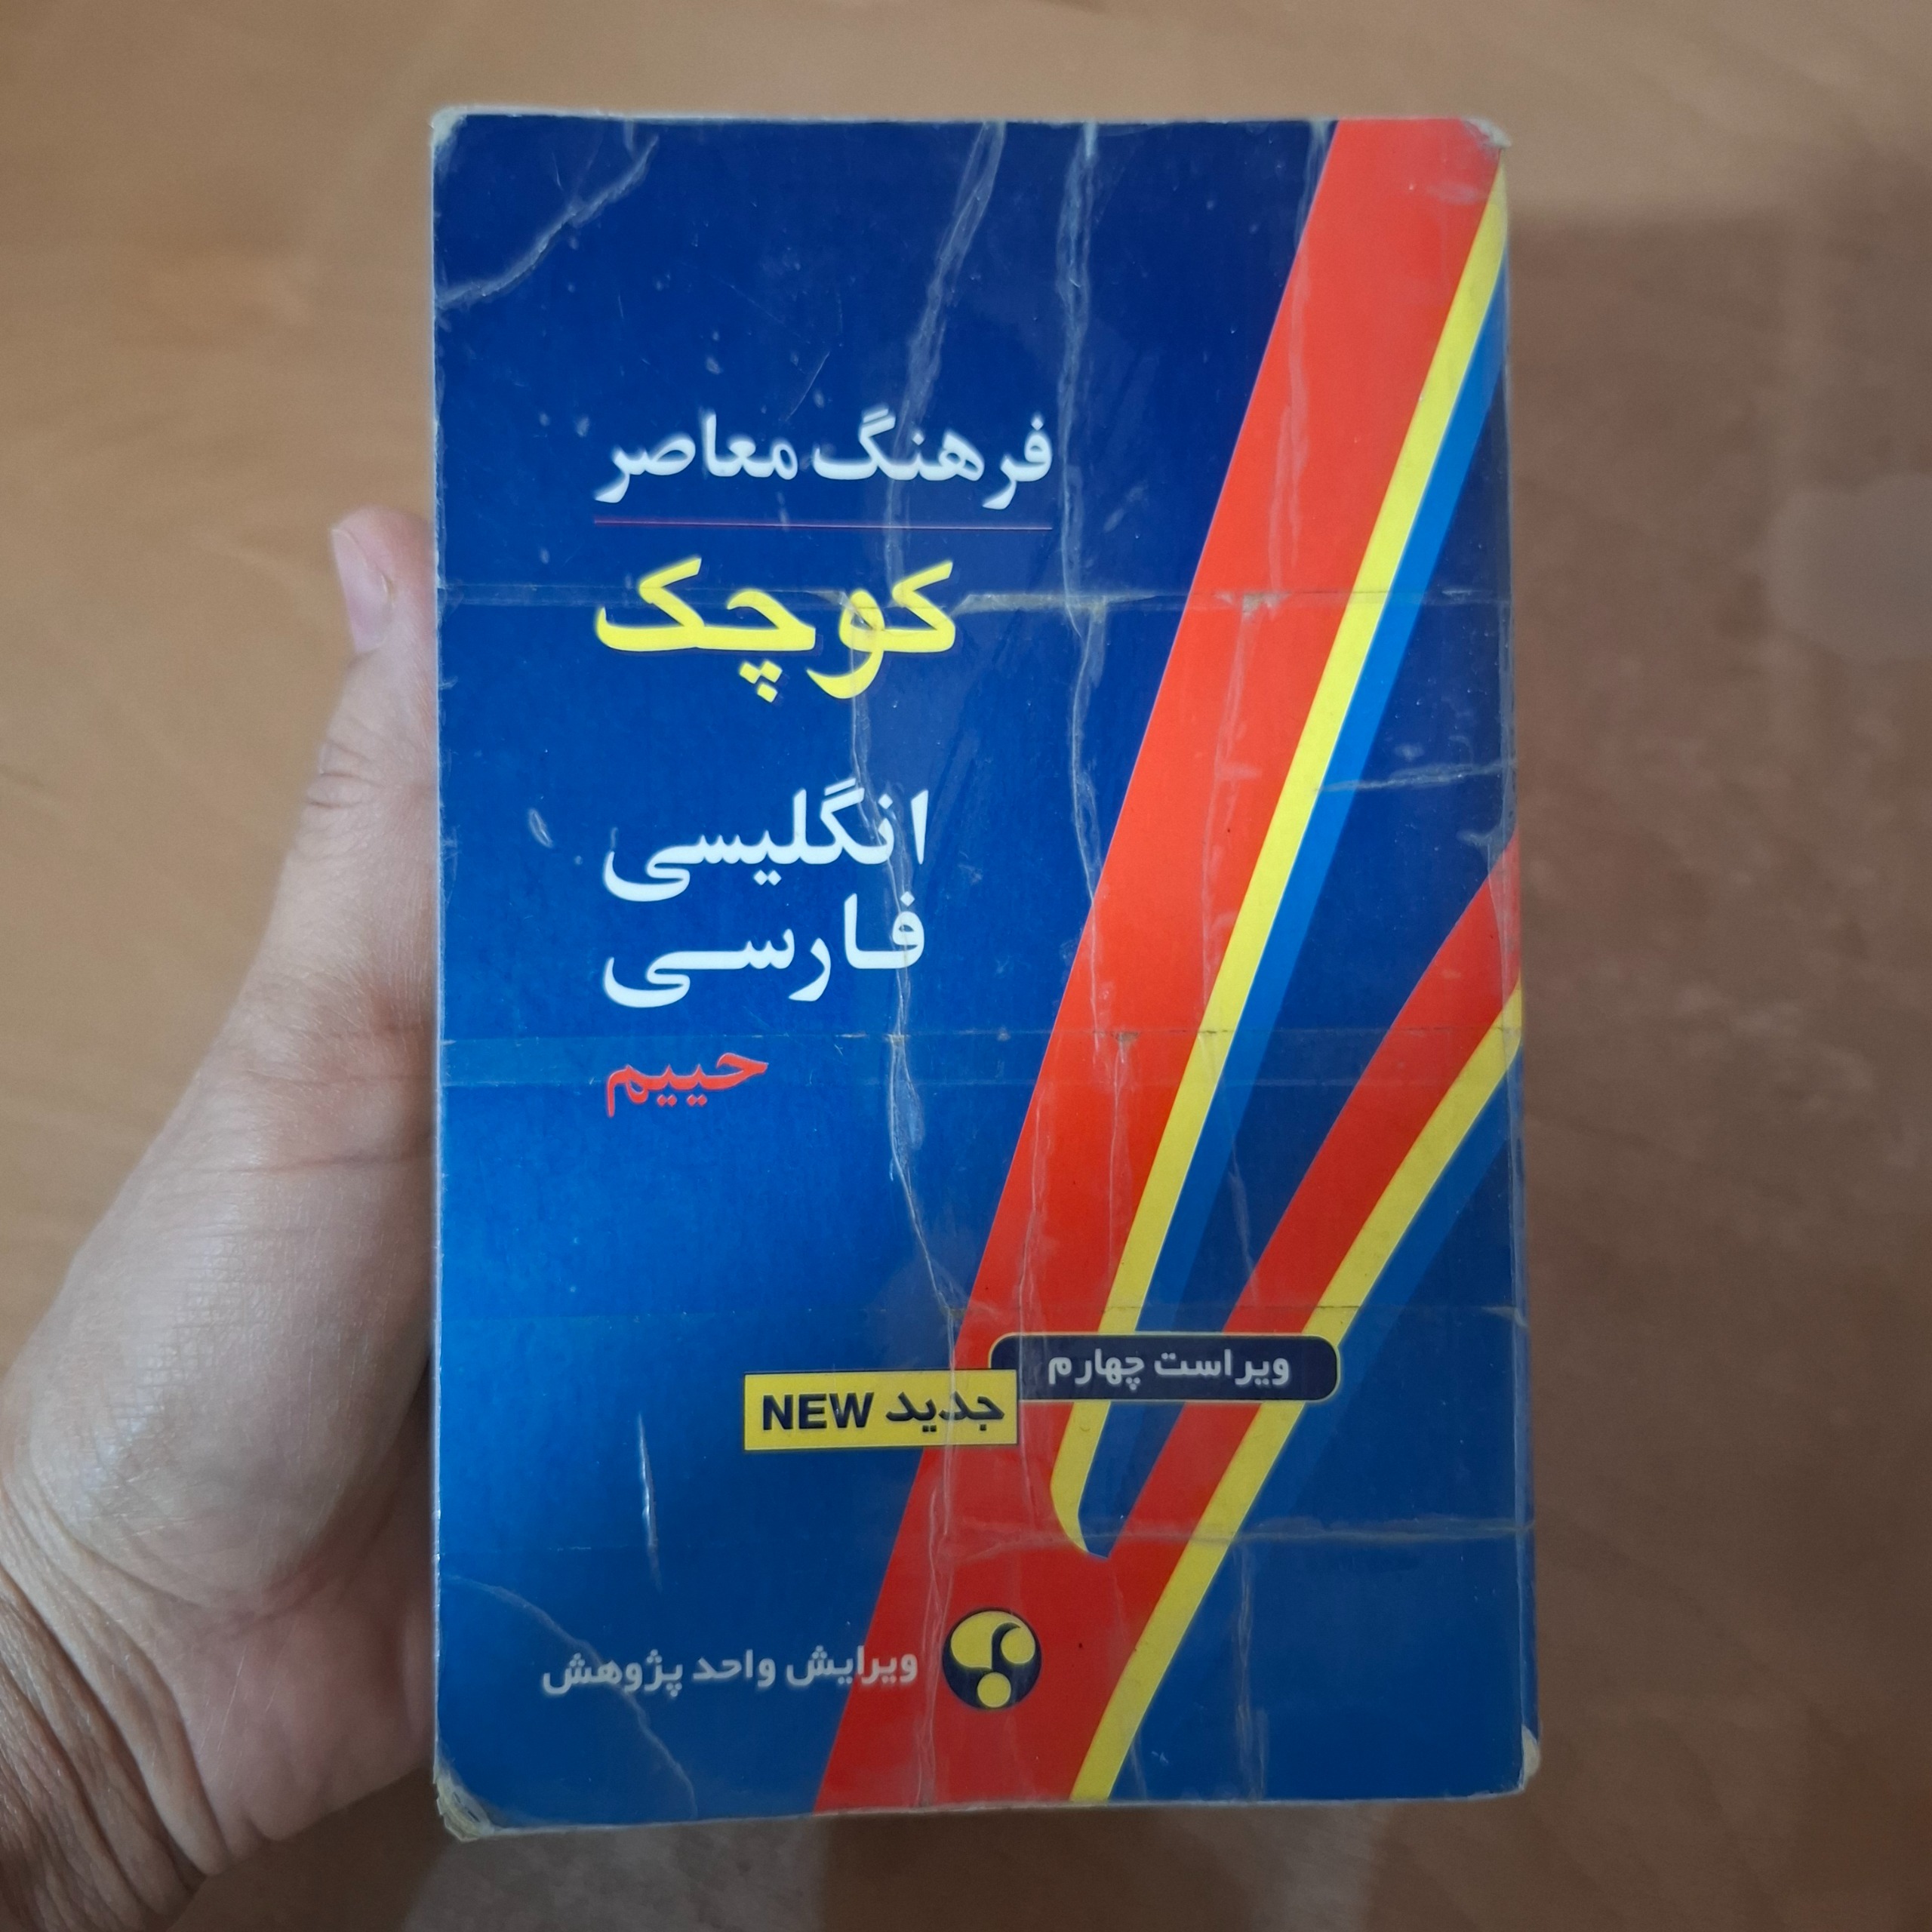 فرهنگ معاصر
کوچک
انگلیسی
فارسی
حییم
ویراست چهارم
جدید NEW
ویرایش واحد پژوهش